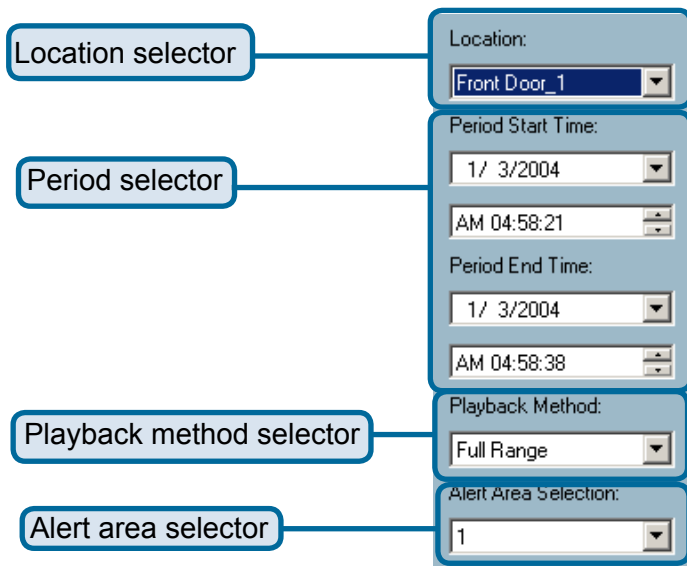 Location selector
Location:
Front Door_1
Period selector
Period Start Time:
1/ 3/2004
AM 04:58:21
Period End Time:
1/ 3/2004
AM 04:58:38
Playback method selector
Playback Method:
Full Range
Alert area selector
Alert Area Selection:
1